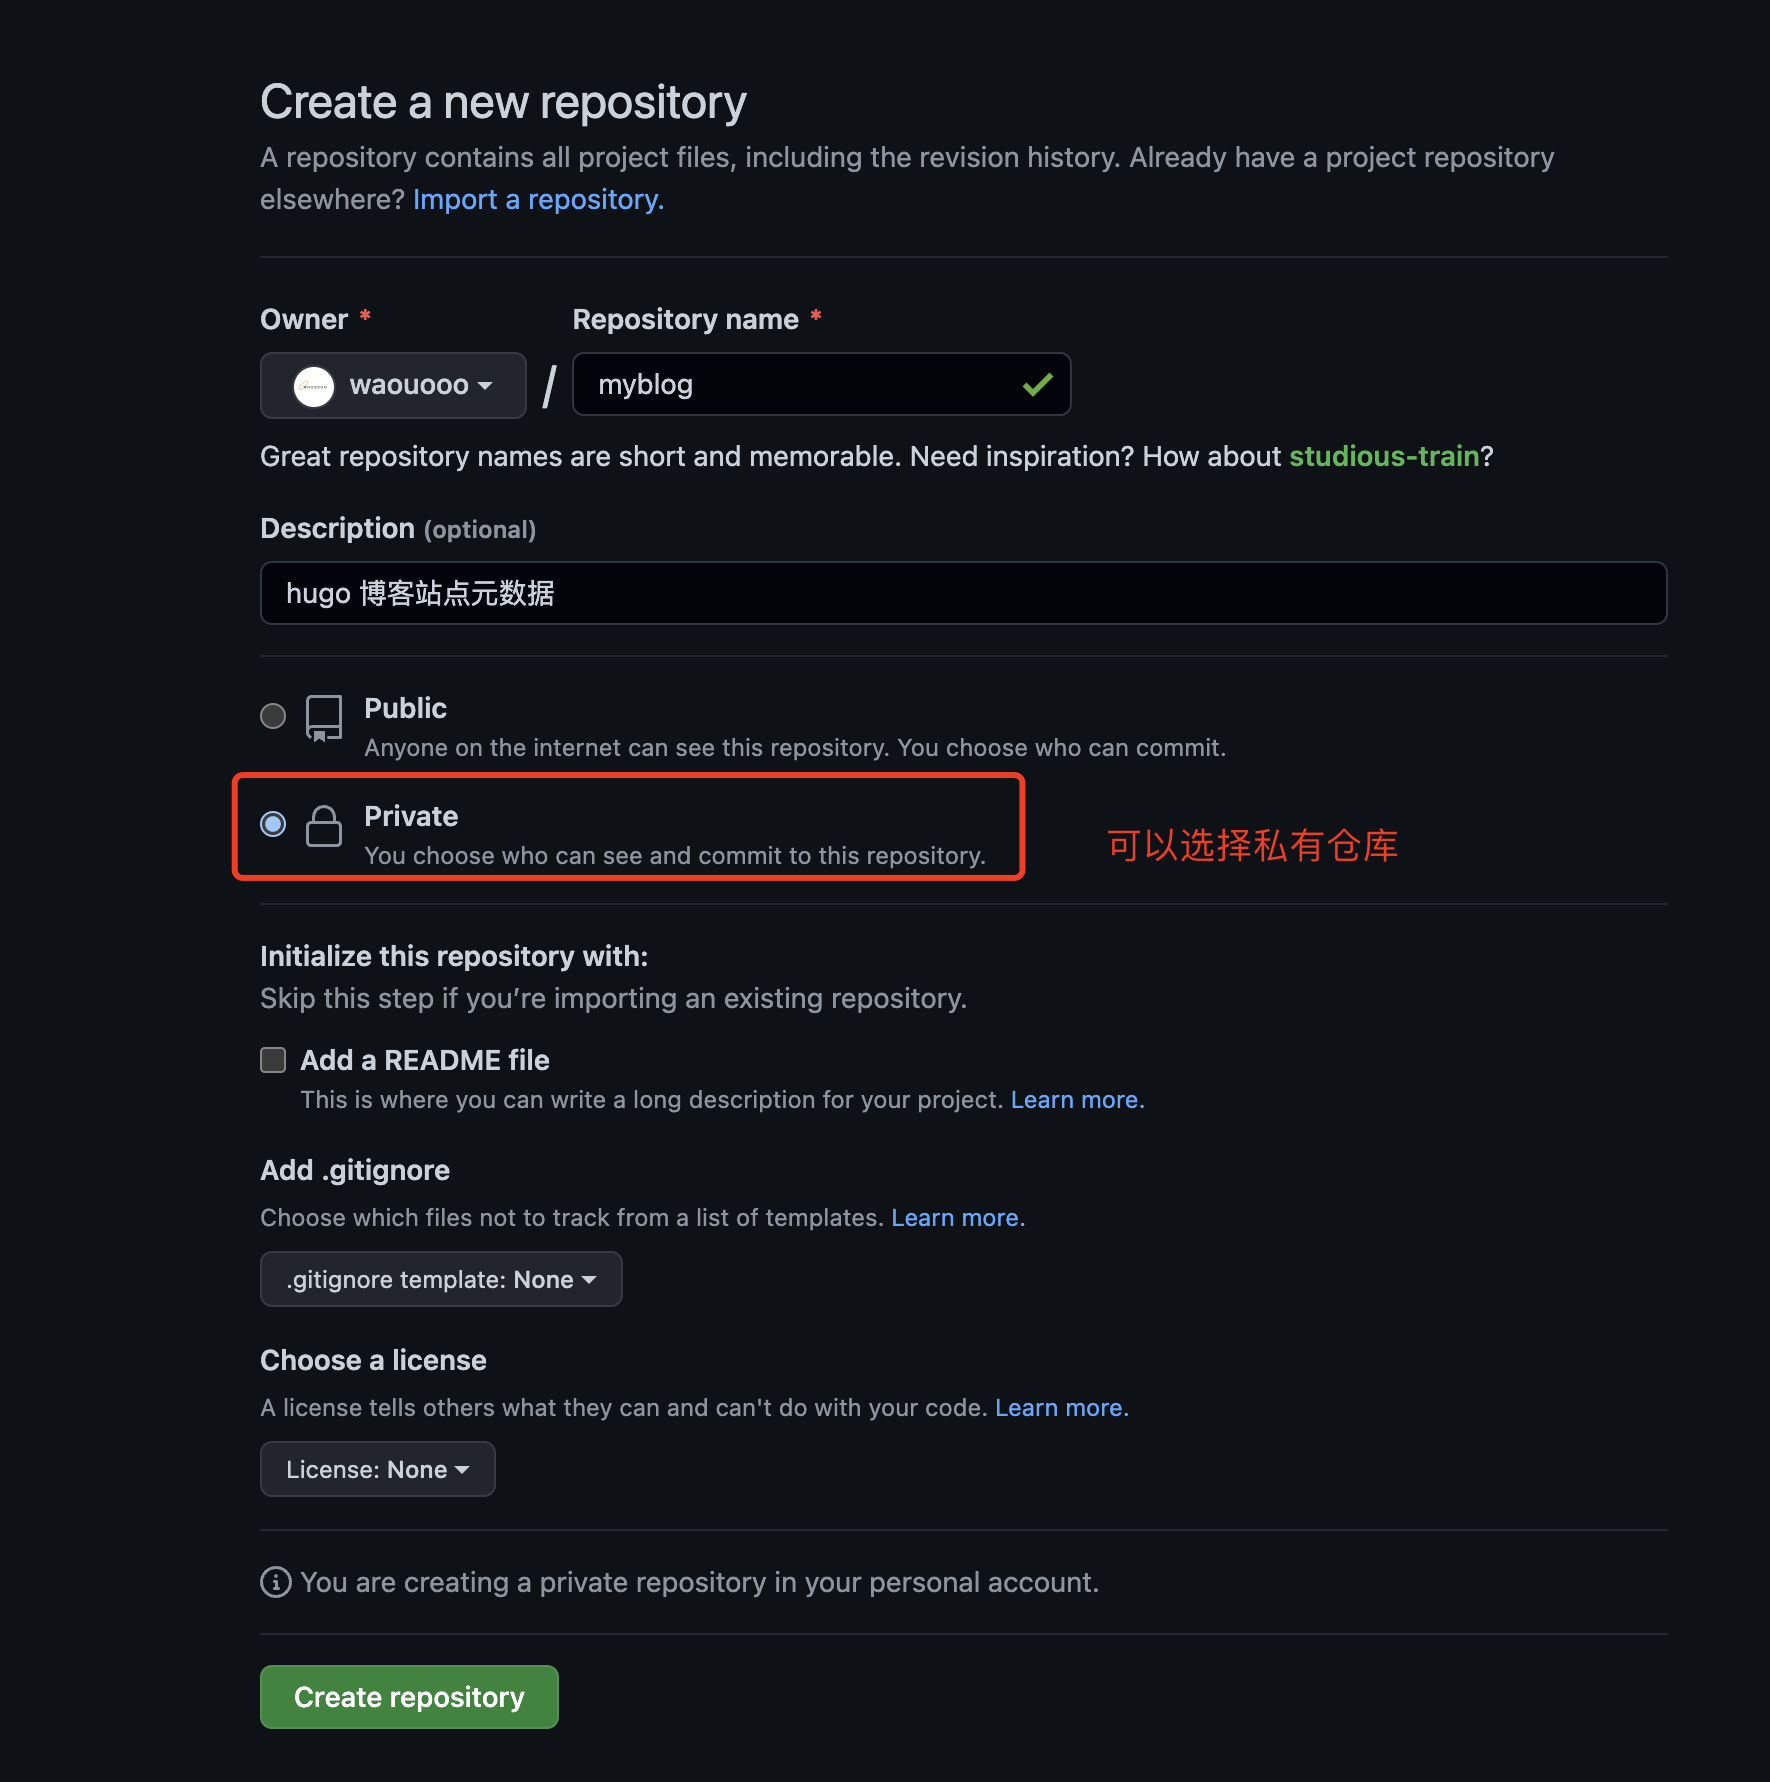 Create a new repository
A repository contains all project files, including the revision history. Already have a project repository
elsewhere? Import a repository.
Owner * Repository name *
waouooo / myblog
Great repository names are short and memorable. Need inspiration? How about studious-train?
Description (optional)
hugo 博客站点元数据
Public
Anyone on the internet can see this repository. You choose who can commit.
Private
You choose who can see and commit to this repository.
可以选择私有仓库
Initialize this repository with:
Skip this step if you’re importing an existing repository.
Add a README file
This is where you can write a long description for your project. Learn more.
Add .gitignore
Choose which files not to track from a list of templates. Learn more.
.gitignore template: None
Choose a license
A license tells others what they can and can't do with your code. Learn more.
License: None
You are creating a private repository in your personal account.
Create repository